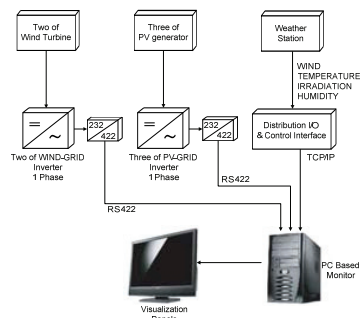 Two of
Wind Turbine
Three of
PV generator
Weather
Station
WIND
TEMPERATURE
IRRADIATION
HUMIDITY
232
422
232
422
Distribution I/O
& Control Interface
Two of WIND-GRID
Inverter
1 Phase
Three of PV-GRID
Inverter
1 Phase
TCP/IP
RS422
RS422
PC Based
Monitor
Visualization